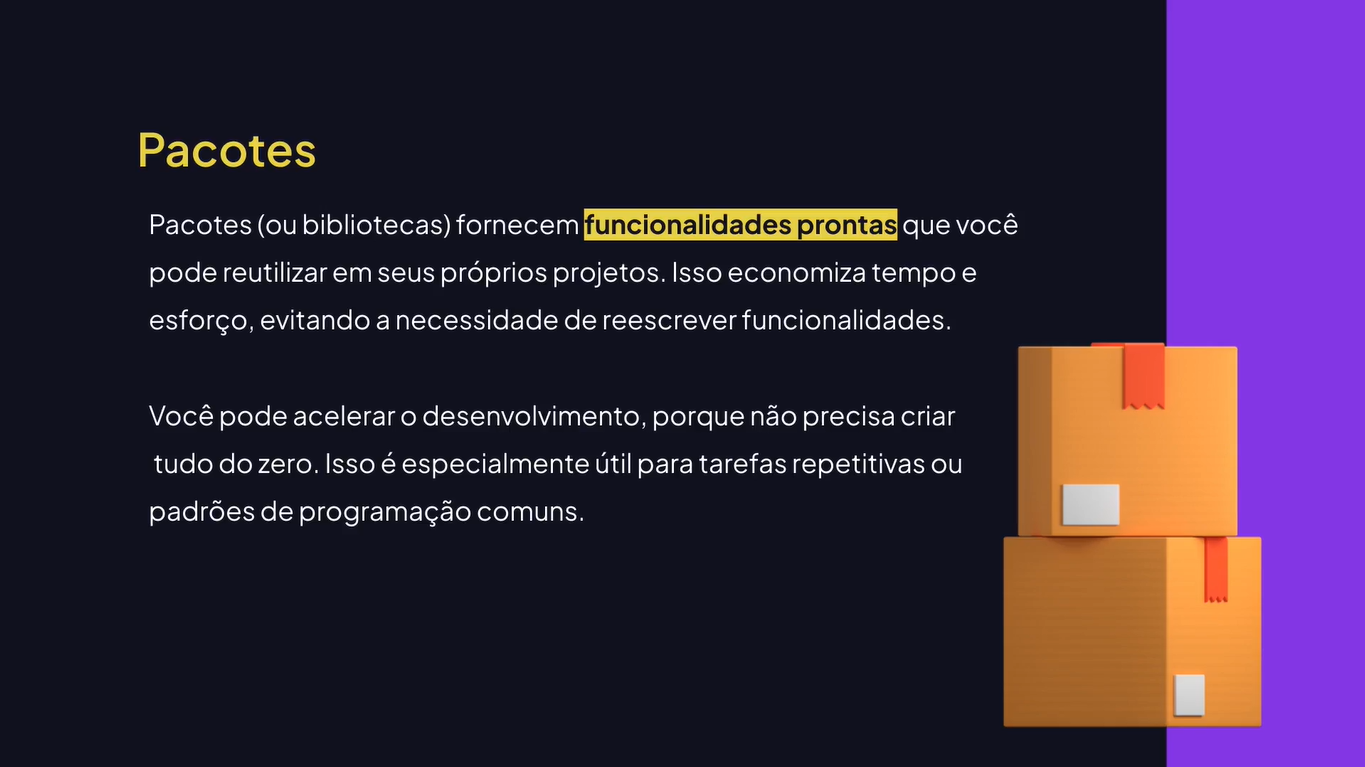 Pacotes
Pacotes (ou bibliotecas) fornecem funcionalidades prontas que você
pode reutilizar em seus próprios projetos. Isso economiza tempo e
esforço, evitando a necessidade de reescrever funcionalidades.
Você pode acelerar o desenvolvimento, porque não precisa criar
tudo do zero. Isso é especialmente útil para tarefas repetitivas ou
padrões de programação comuns.